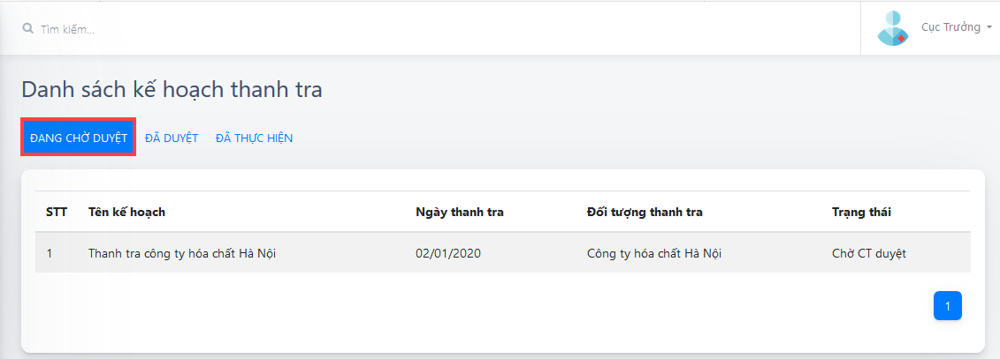 Tìm kiếm...
Cục Trưởng
Danh sách kế hoạch thanh tra
ĐANG CHỜ DUYỆT ĐÃ DUYỆT ĐÃ THỰC HIỆN
STT Tên kế hoạch Ngày thanh tra Đối tượng thanh tra Trạng thái
1 Thanh tra công ty hóa chất Hà Nội 02/01/2020 Công ty hóa chất Hà Nội Chờ CT duyệt
1